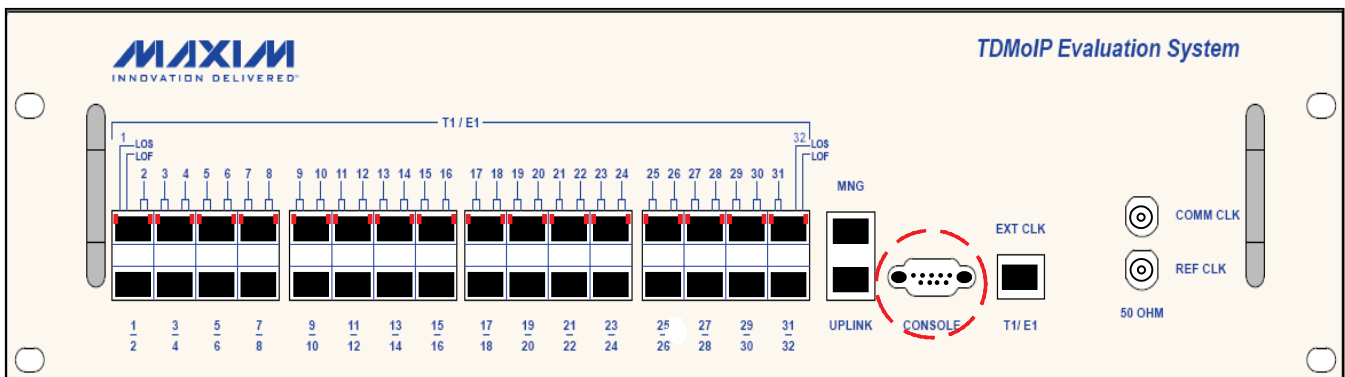 MAXIM
INNOVATION DELIVERED
TDMoIP Evaluation System
T1 / E1
1 LOS
LOF
32 LOS
LOF
2 3 4 5 6 7 8 9 10 11 12 13 14 15 16 17 18 19 20 21 22 23 24 25 26 27 28 29 30 31
MNG
EXT CLK
COMM CLK
REF CLK
50 OHM
1 3 5 7 9 11 13 15 17 19 21 23 25 27 29 31
2 4 6 8 10 12 14 16 18 20 22 24 26 28 30 32
UPLINK
CONSOLE
T1/ E1